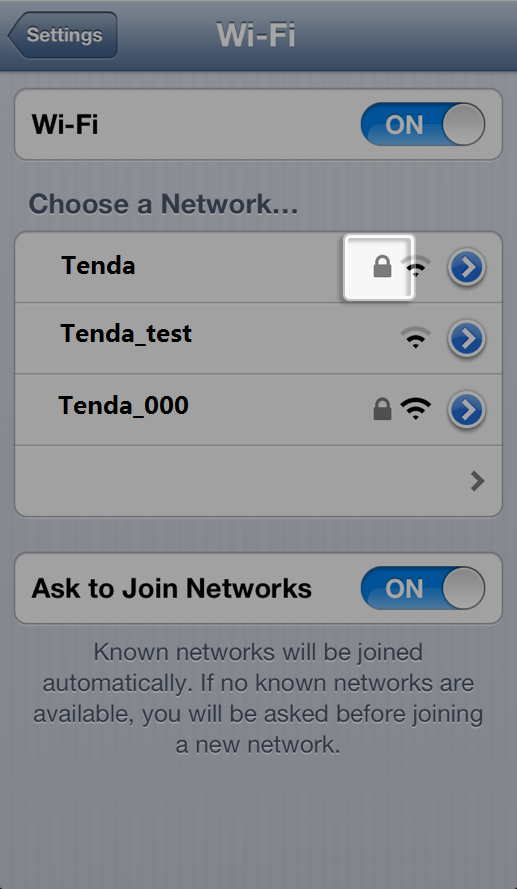 Settings
Wi-Fi
Wi-Fi
ON
Choose a Network...
Tenda
Tenda_test
Tenda_000
Ask to Join Networks
ON
Known networks will be joined
automatically. If no known networks are
available, you will be asked before joining
a new network.